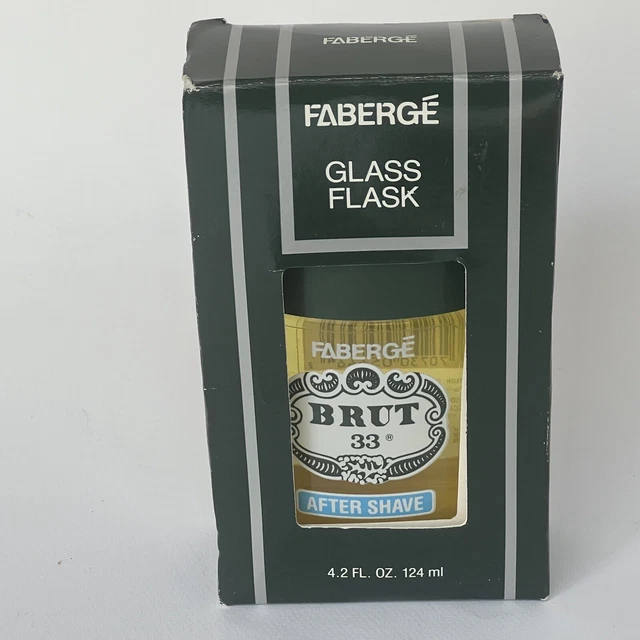 FABERGÉ
FABERGÉ
GLASS
FLASK
FABERGÉ
BRUT
33®
AFTER SHAVE
4.2 FL. OZ. 124 ml